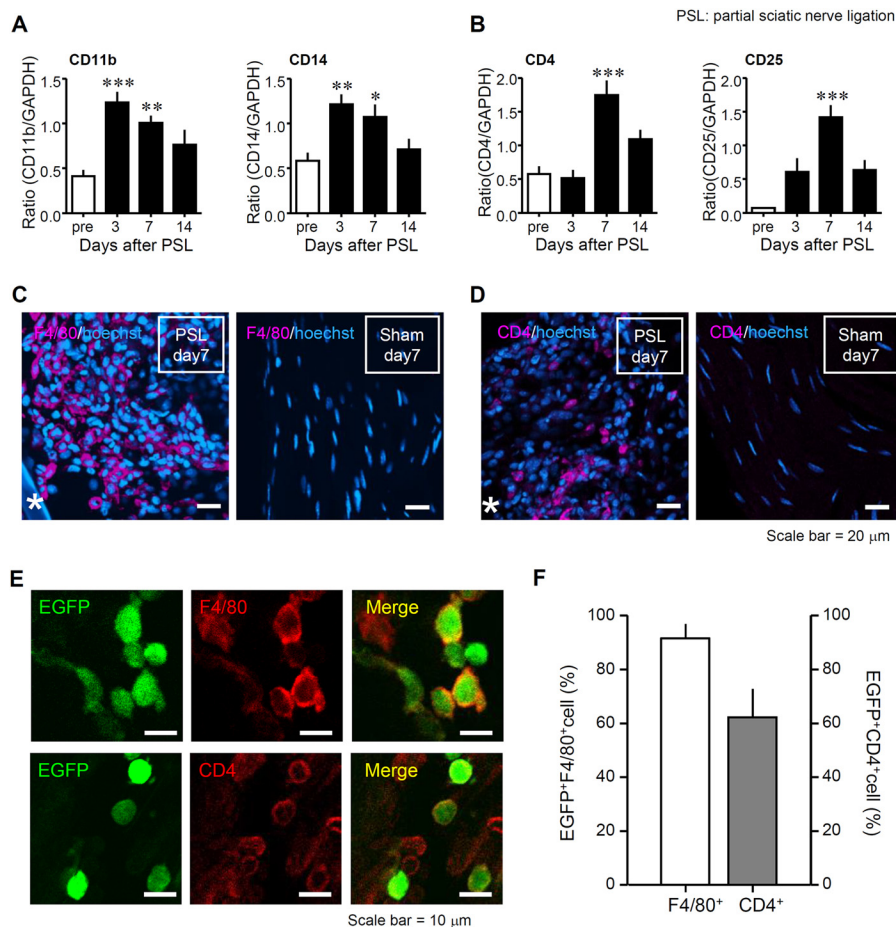 PSL: partial sciatic nerve ligation
A
B
CD11b
CD14
CD4
CD25
Ratio (CD11b/GAPDH)
1.5
1.0
0.5
0
***
**
pre 3 7 14
Days after PSL
Ratio (CD14/GAPDH)
1.5
1.0
0.5
0
**
*
pre 3 7 14
Days after PSL
Ratio(CD4/GAPDH)
2.0
1.5
1.0
0.5
0
***
pre 3 7 14
Days after PSL
Ratio(CD25/GAPDH)
2.0
1.5
1.0
0.5
0
***
pre 3 7 14
Days after PSL
C
F4/80/hoechst
PSL
day7
*
F4/80/hoechst
Sham
day7
D
CD4/hoechst
PSL
day7
*
CD4/hoechst
Sham
day7
Scale bar = 20 μm
E
EGFP
F4/80
Merge
EGFP
CD4
Merge
Scale bar = 10 μm
F
EGFP⁺F4/80⁺cell (%)
100
80
60
40
20
0
F4/80⁺ CD4⁺
100
80
60
40
20
0
EGFP⁺CD4⁺cell (%)